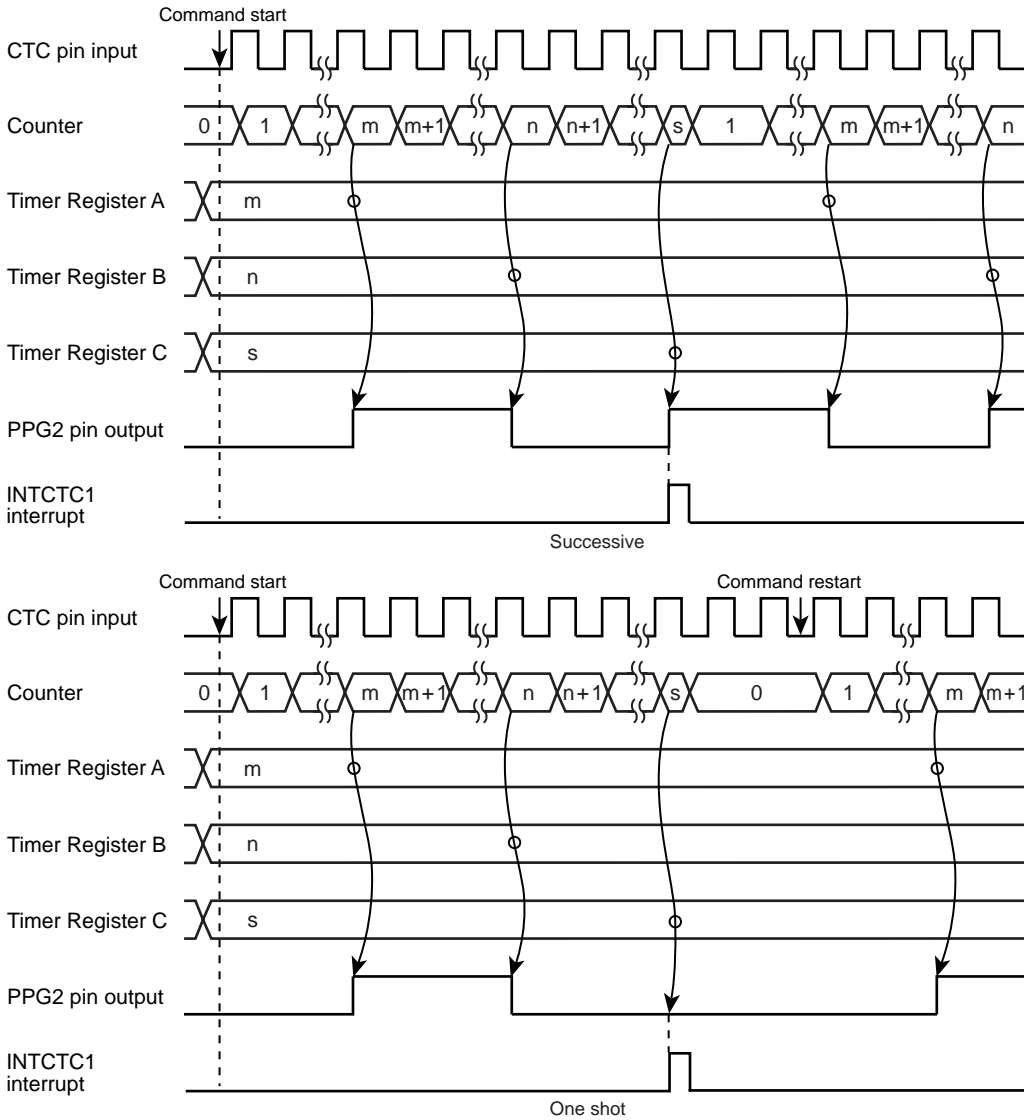 Command start
CTC pin input
Counter 0 1 m m+1 n n+1 s 1 m m+1 n
Timer Register A m
Timer Register B n
Timer Register C s
PPG2 pin output
INTCTC1
interrupt
Successive
Command start Command restart
CTC pin input
Counter 0 1 m m+1 n n+1 s 0 1 m m+1
Timer Register A m
Timer Register B n
Timer Register C s
PPG2 pin output
INTCTC1
interrupt
One shot